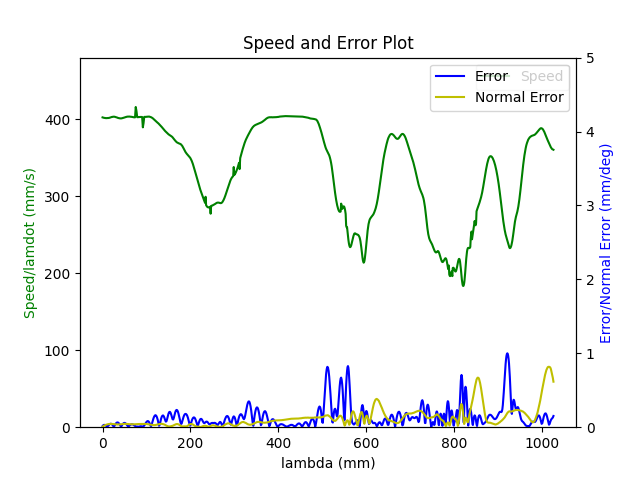 Speed and Error Plot
Error Speed
Normal Error
Speed/lamdot (mm/s)
400
300
200
100
0
5
4
3
2
1
0
Error/Normal Error (mm/deg)
0 200 400 600 800 1000
lambda (mm)